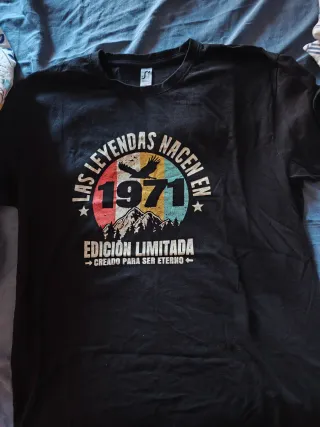 LAS LEYENDAS NACEN EN
1971
EDICIÓN LIMITADA
CREADO PARA SER ETERNO